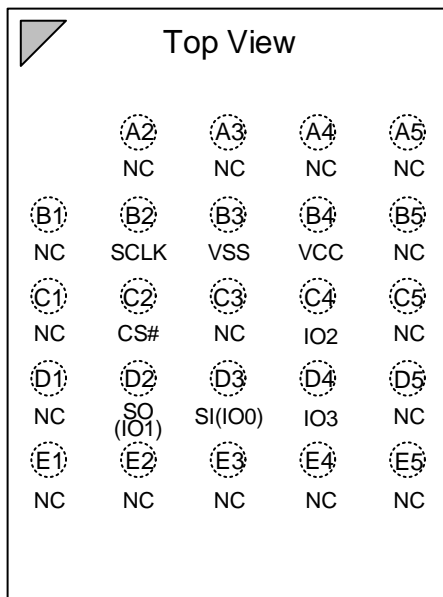 Top View
A2 A3 A4 A5
NC NC NC NC
B1 B2 B3 B4 B5
NC SCLK VSS VCC NC
C1 C2 C3 C4 C5
NC CS# NC IO2 NC
D1 D2 D3 D4 D5
NC SO (IO1) SI(IO0) IO3 NC
E1 E2 E3 E4 E5
NC NC NC NC NC